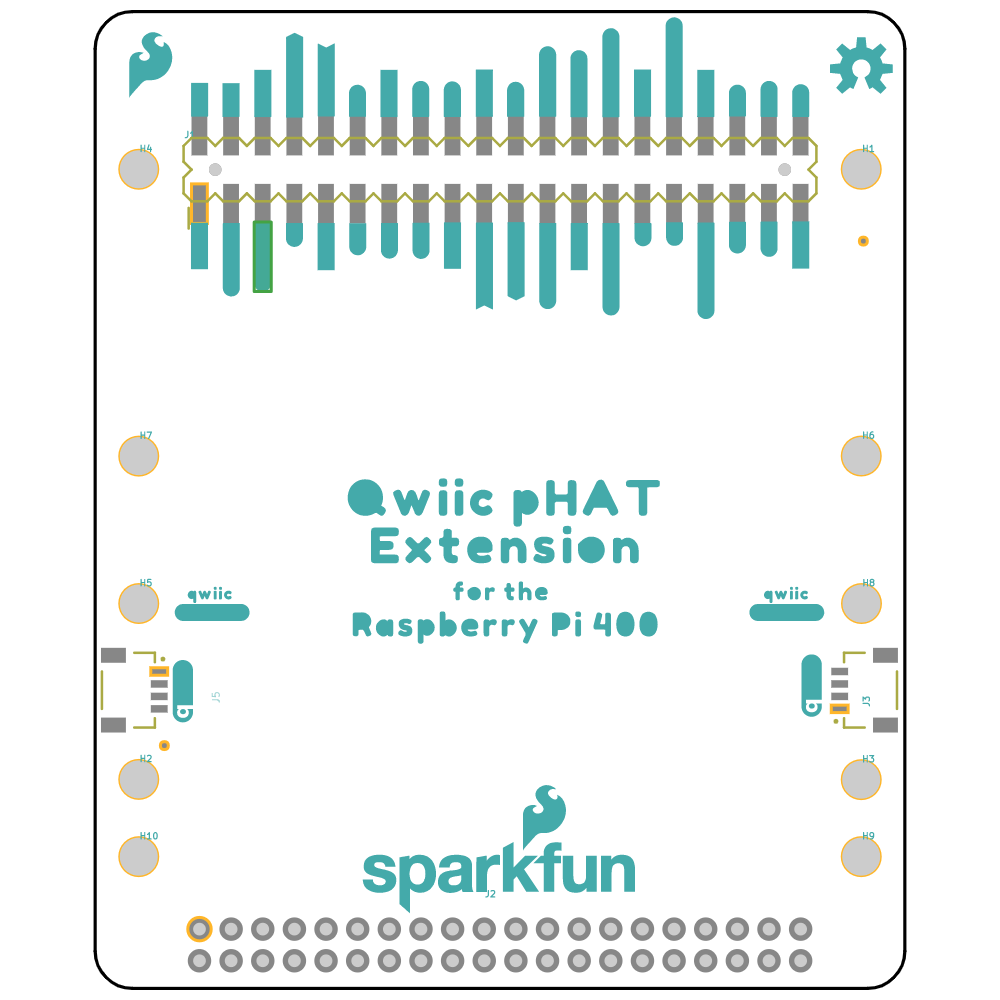 H4
H1
H7
H6
Qwiic pHAT
Extension
for the
Raspberry Pi 400
H5
H8
qwiic
qwiic
J5
J3
q
q
H2
H3
H10
H9
sparkfun
J2